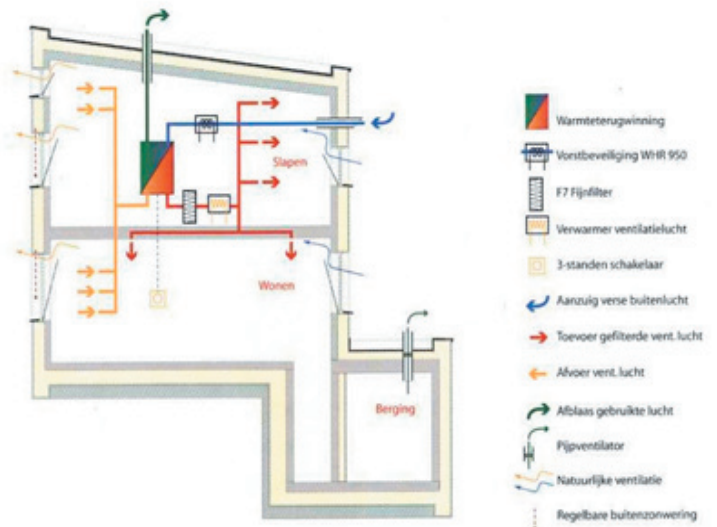 Slapen
Wonen
Berging
Warmteterugwinning
Vorstbeveiliging WHR 950
F7 Fijnfilter
Verwarmer ventilatielucht
3-standen schakelaar
Aanzuig verse buitenlucht
Toevoer gefilterde vent. lucht
Afvoer vent. lucht
Afblaas gebruikte lucht
Pijpventilator
Natuurlijke ventilatie
Regelbare buitenzonwering